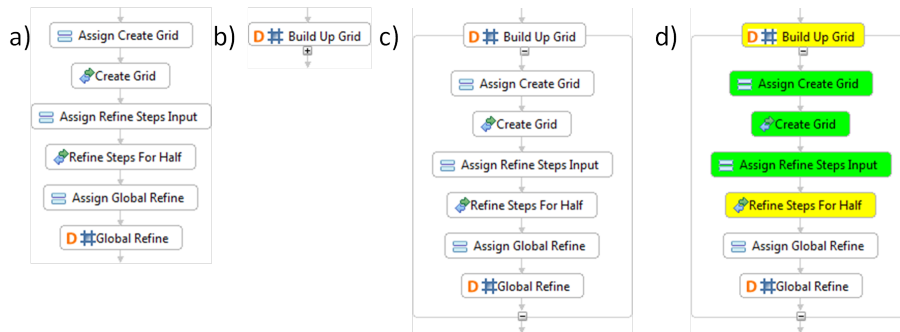 a)
Assign Create Grid
Create Grid
Assign Refine Steps Input
Refine Steps For Half
Assign Global Refine
D Global Refine
b)
D Build Up Grid
c)
D Build Up Grid
Assign Create Grid
Create Grid
Assign Refine Steps Input
Refine Steps For Half
Assign Global Refine
D Global Refine
d)
D Build Up Grid
Assign Create Grid
Create Grid
Assign Refine Steps Input
Refine Steps For Half
Assign Global Refine
D Global Refine